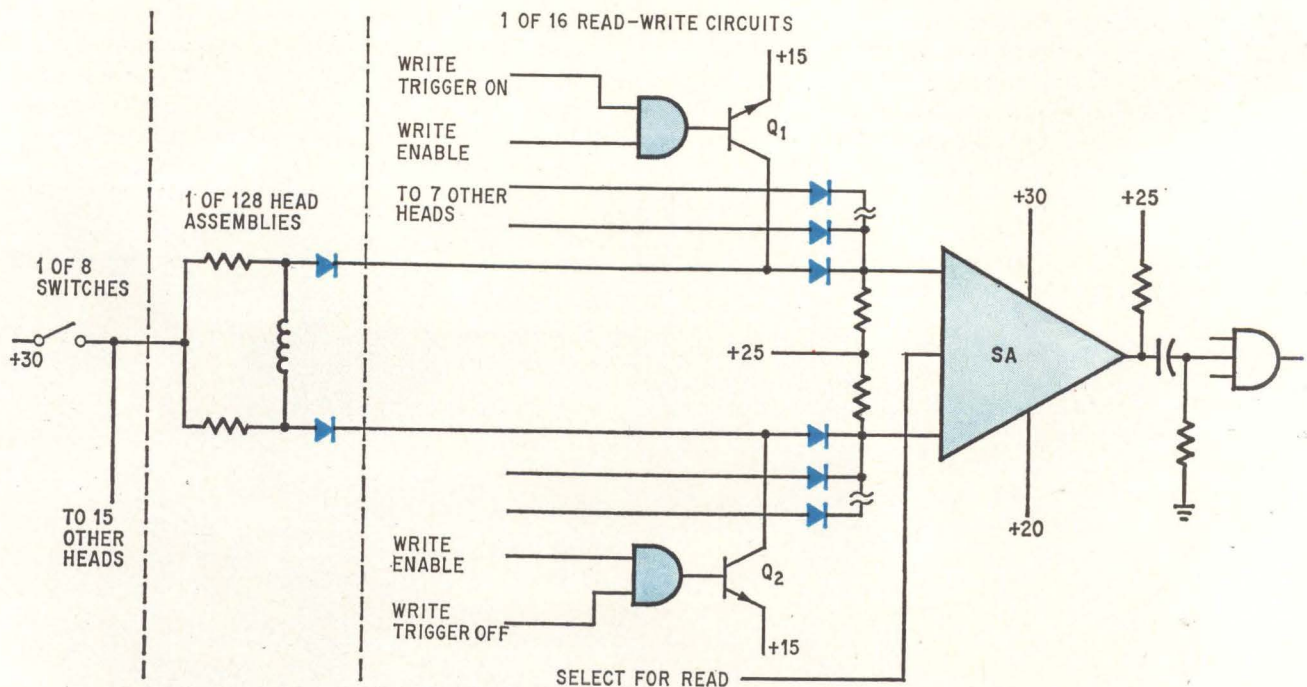 1 OF 16 READ-WRITE CIRCUITS
+15
WRITE
TRIGGER ON
WRITE
ENABLE
Q1
TO 7 OTHER
HEADS
1 OF 128 HEAD
ASSEMBLIES
1 OF 8
SWITCHES
+30
+30
+25
+25
SA
+20
TO 15
OTHER
HEADS
WRITE
ENABLE
WRITE
TRIGGER OFF
Q2
+15
SELECT FOR READ